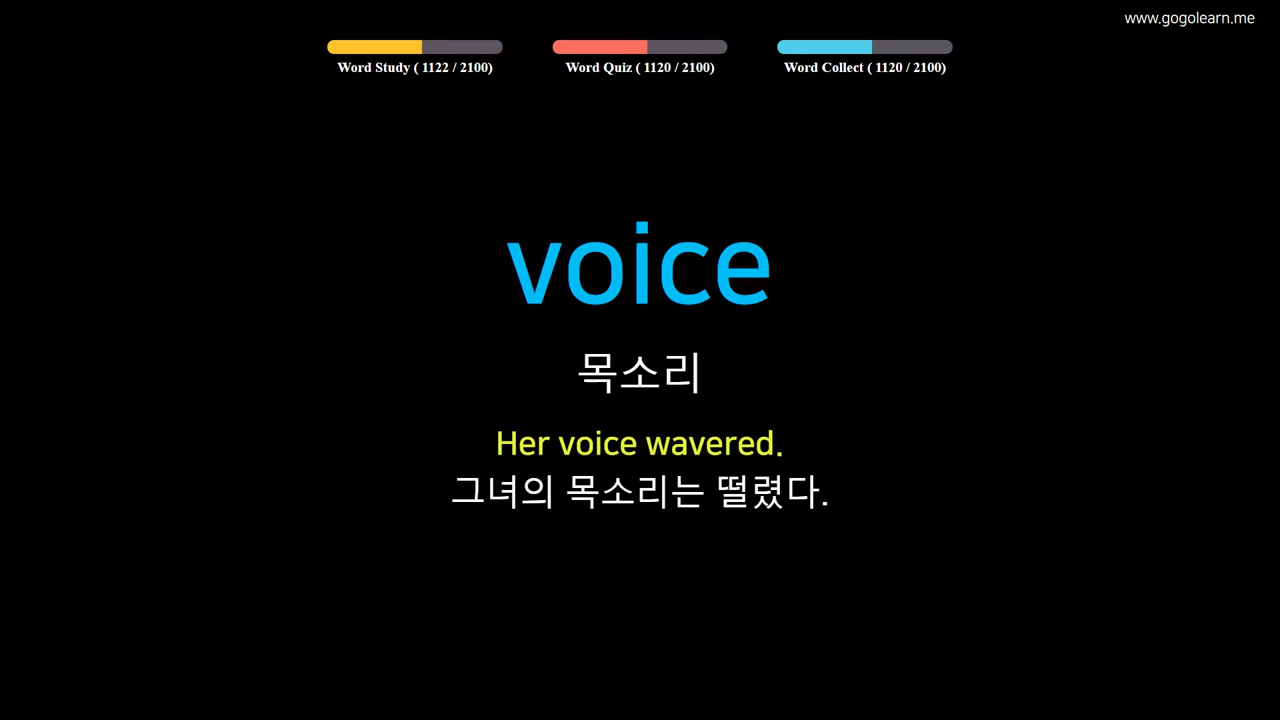 www.gogolearn.me
Word Study ( 1122 / 2100)
Word Quiz ( 1120 / 2100)
Word Collect ( 1120 / 2100)
voice
목소리
Her voice wavered.
그녀의 목소리는 떨렸다.